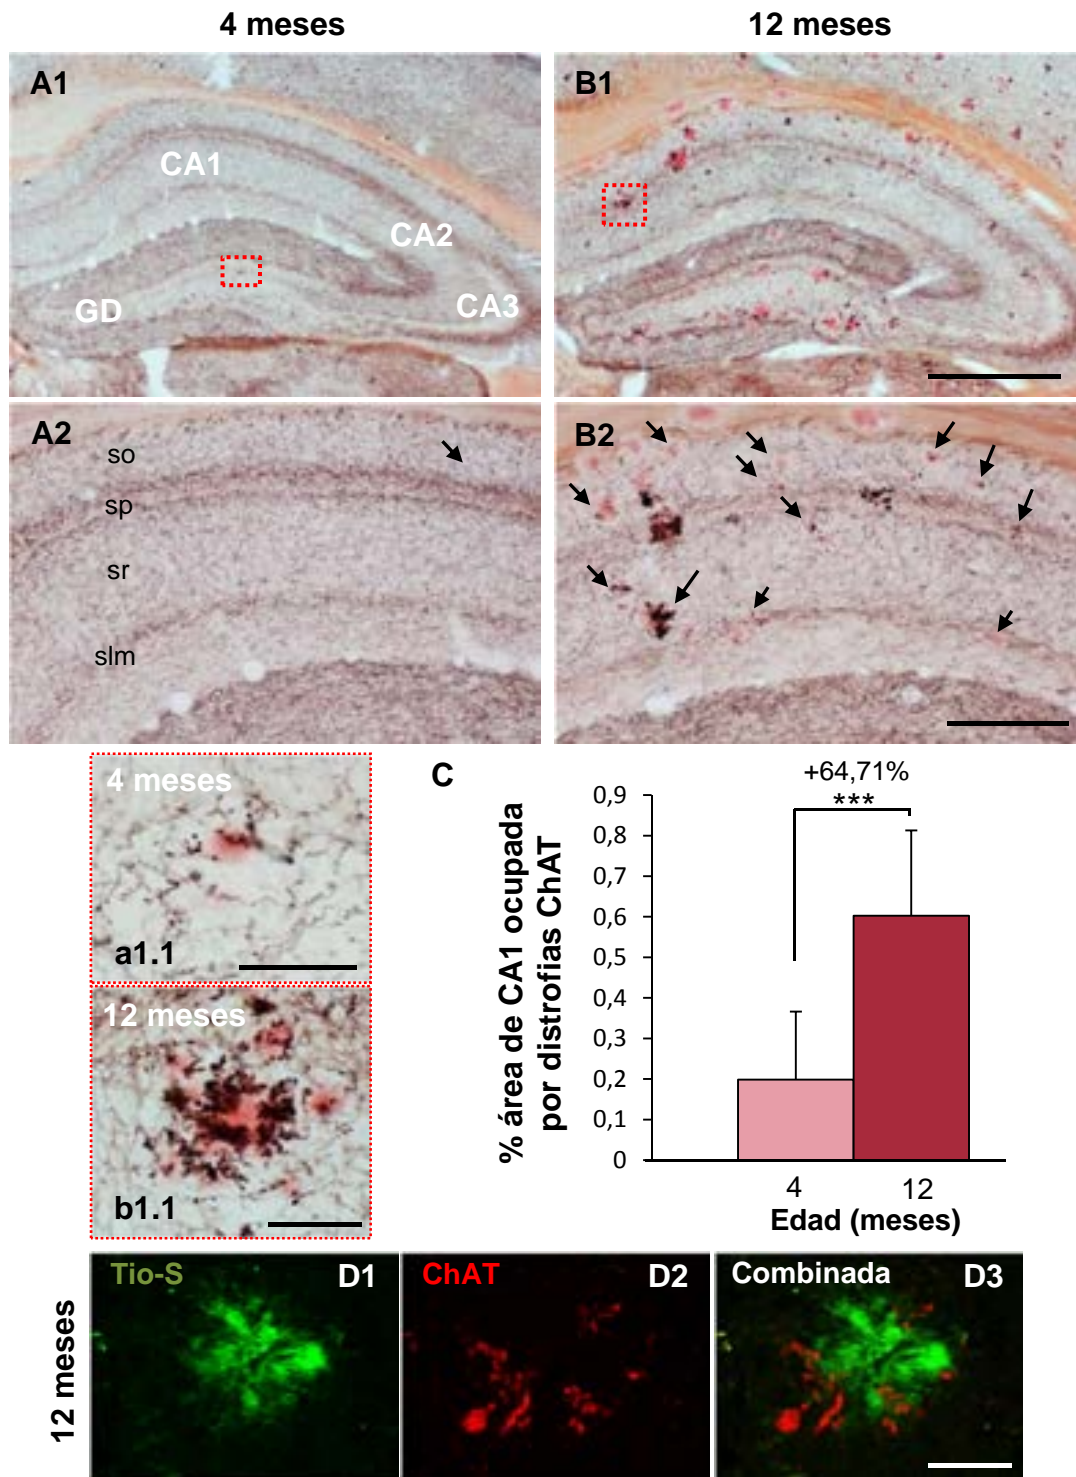 4 meses
12 meses
A1
CA1
CA2
CA3
GD
B1
A2
so
sp
sr
slm
B2
4 meses
a1.1
12 meses
b1.1
C
+64,71%
***
% área de CA1 ocupada
por distrofias ChAT
0,9
0,8
0,7
0,6
0,5
0,4
0,3
0,2
0,1
0
4
12
Edad (meses)
12 meses
Tio-S
D1
ChAT
D2
Combinada
D3